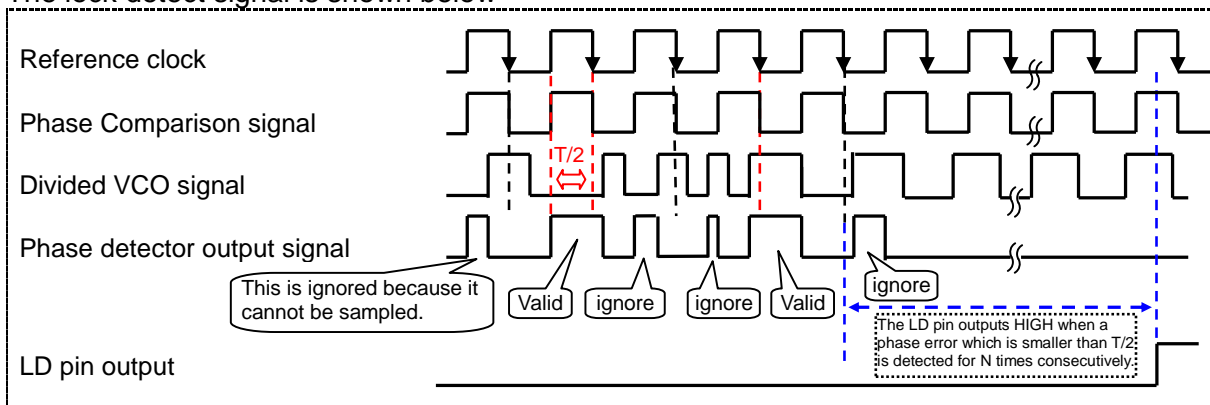 The lock detect signal is shown below
Reference clock
Phase Comparison signal
T/2
Divided VCO signal
Phase detector output signal
This is ignored because it
cannot be sampled.
Valid
ignore
ignore
Valid
ignore
The LD pin outputs HIGH when a
phase error which is smaller than T/2
is detected for N times consecutively.
LD pin output